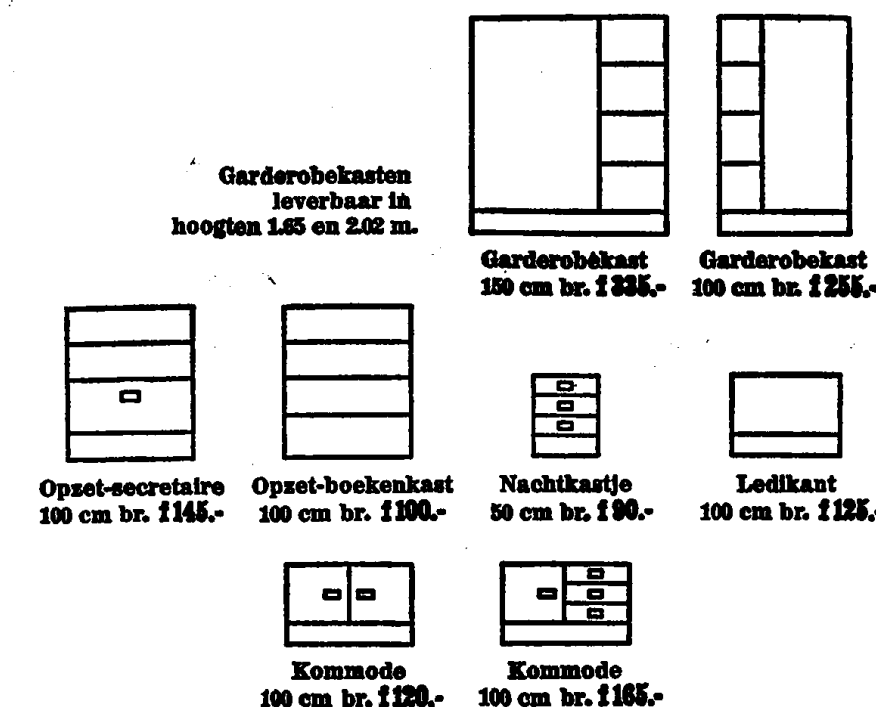 Garderobekasten
leverbaar in
hoogten 1.65 en 2.02 m.
Garderobekast
150 cm br. f 335.-
Garderobekast
100 cm br. f 255.-
Opzet-secretaire
100 cm br. f 145.-
Opzet-boekenkast
100 cm br. f 100.-
Nachtkastje
50 cm br. f 90.-
Ledikant
100 cm br. f 125.-
Kommode
100 cm br. f 120.-
Kommode
100 cm br. f 165.-